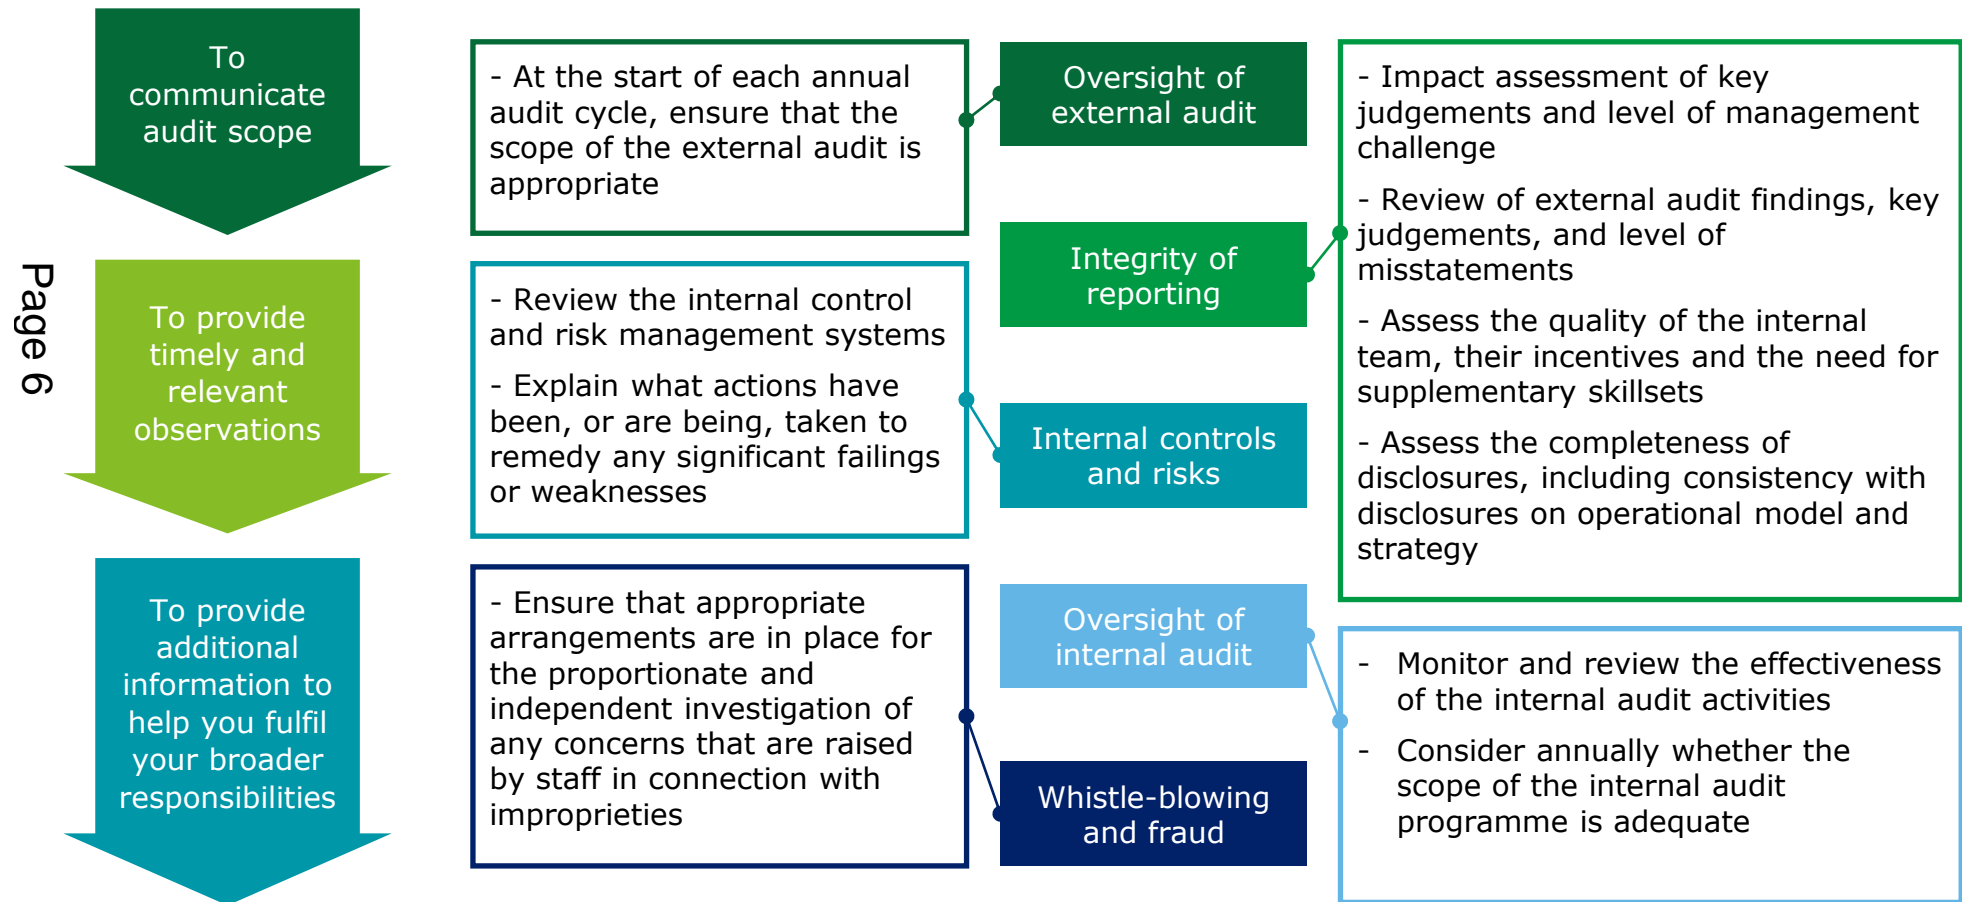 Page 6
To
communicate
audit scope
To provide
timely and
relevant
observations
To provide
additional
information to
help you fulfil
your broader
responsibilities
- At the start of each annual
audit cycle, ensure that the
scope of the external audit is
appropriate
- Review the internal control
and risk management systems
- Explain what actions have
been, or are being, taken to
remedy any significant failings
or weaknesses
- Ensure that appropriate
arrangements are in place for
the proportionate and
independent investigation of
any concerns that are raised
by staff in connection with
improprieties
Oversight of
external audit
Integrity of
reporting
Internal controls
and risks
Oversight of
internal audit
Whistle-blowing
and fraud
- Impact assessment of key
judgements and level of management
challenge
- Review of external audit findings, key
judgements, and level of
misstatements
- Assess the quality of the internal
team, their incentives and the need for
supplementary skillsets
- Assess the completeness of
disclosures, including consistency with
disclosures on operational model and
strategy
- Monitor and review the effectiveness
of the internal audit activities
- Consider annually whether the
scope of the internal audit
programme is adequate